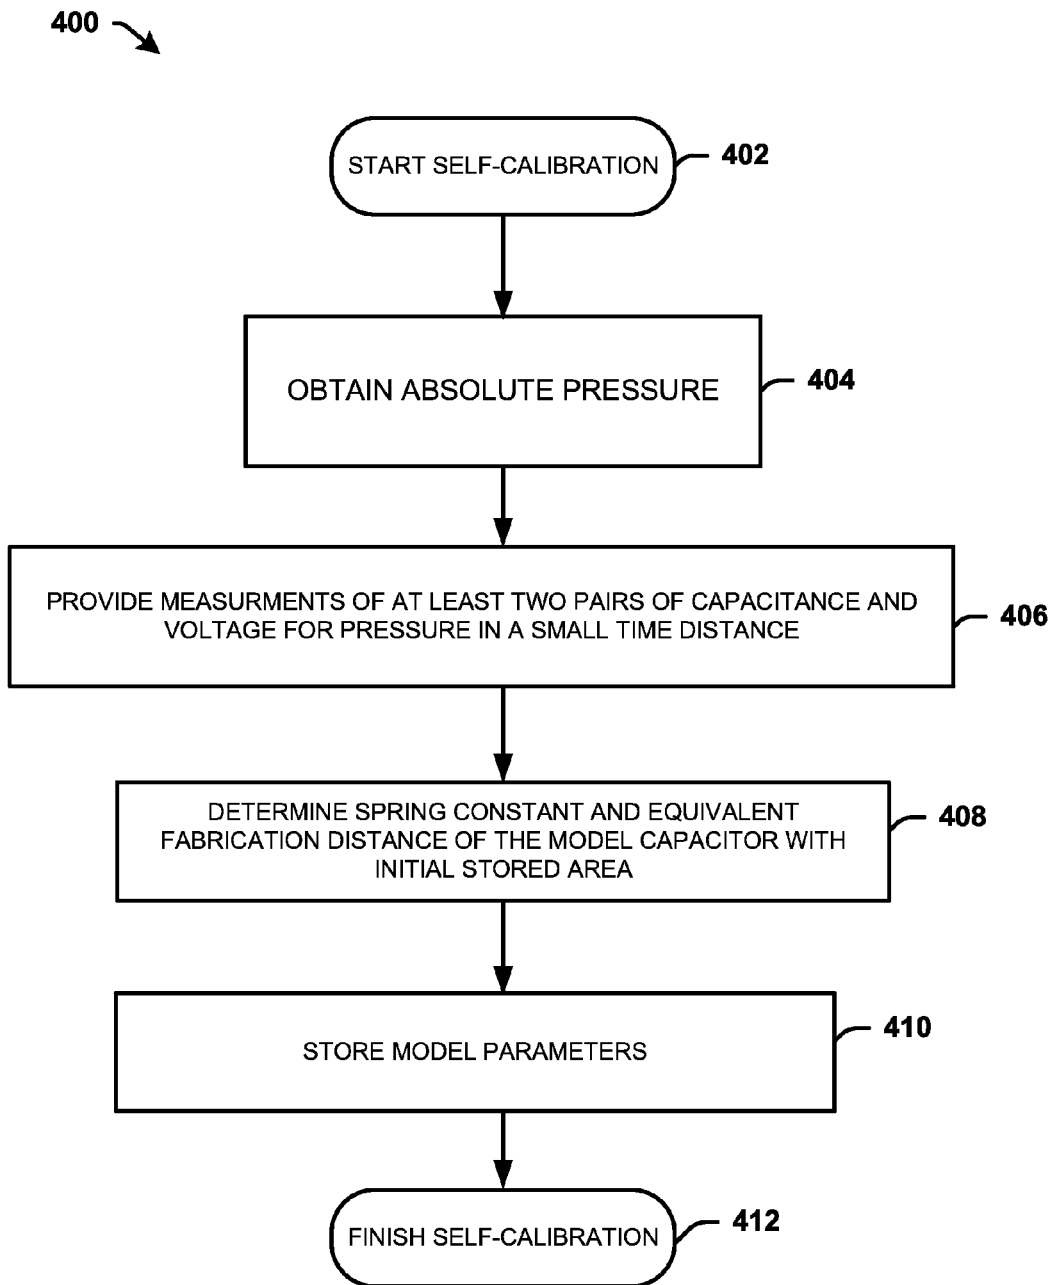 400
START SELF-CALIBRATION
402
OBTAIN ABSOLUTE PRESSURE
404
PROVIDE MEASURMENTS OF AT LEAST TWO PAIRS OF CAPACITANCE AND
VOLTAGE FOR PRESSURE IN A SMALL TIME DISTANCE
406
DETERMINE SPRING CONSTANT AND EQUIVALENT
FABRICATION DISTANCE OF THE MODEL CAPACITOR WITH
INITIAL STORED AREA
408
STORE MODEL PARAMETERS
410
FINISH SELF-CALIBRATION
412